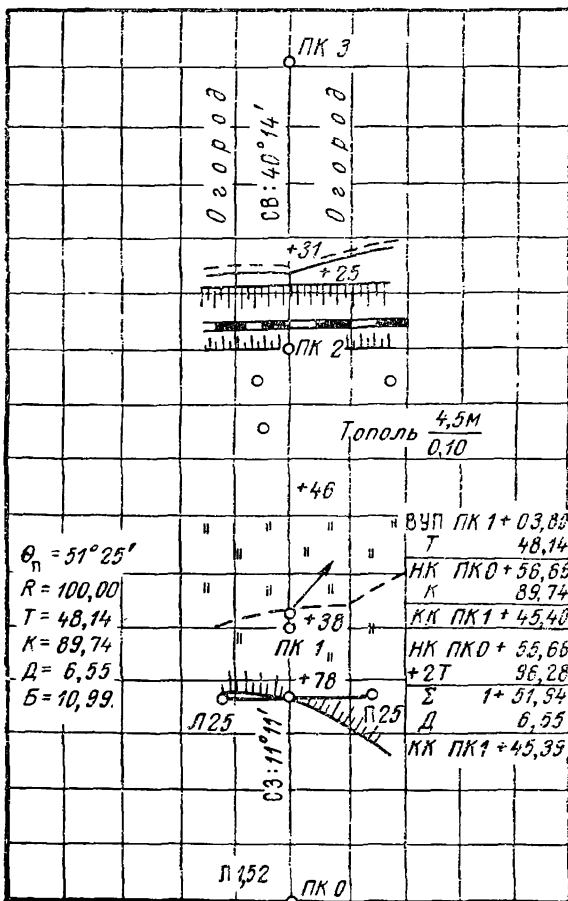 ПК 3
Огород
СВ:40°14′
Огород
+31
+25
ПК 2
Тополь 4,5м
0,10
+46
θп = 51°25′
R = 100,00
T = 48,14
K = 89,74
Д = 6,55
Б = 10,99.
ВУП ПК 1 + 03,80
T 48,14
НК ПК0 + 56,66
К 89,74
КК ПК1 + 45,40
НК ПК0 + 55,66
+2Т 96,28
Σ 1 + 51,94
Д 6,55
КК ПК1 + 45,39
+38
ПК 1
+78
Л25
П25
СЗ:11°11′
П 1,52
ПК 0